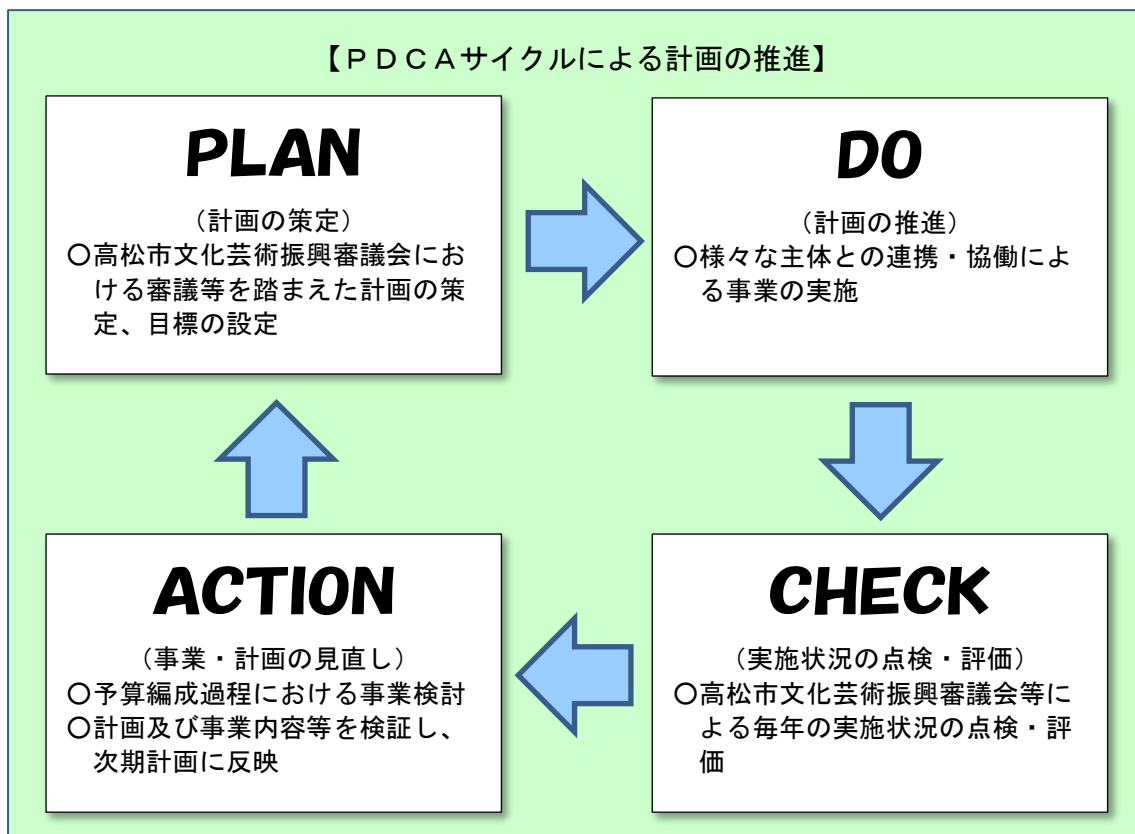 【ＰＤＣＡサイクルによる計画の推進】
PLAN
（計画の策定）
○高松市文化芸術振興審議会にお
ける審議等を踏まえた計画の策
定、目標の設定
DO
（計画の推進）
○様々な主体との連携・協働によ
る事業の実施
ACTION
（事業・計画の見直し）
○予算編成過程における事業検討
○計画及び事業内容等を検証し、
次期計画に反映
CHECK
（実施状況の点検・評価）
○高松市文化芸術振興審議会等に
よる毎年の実施状況の点検・評
価